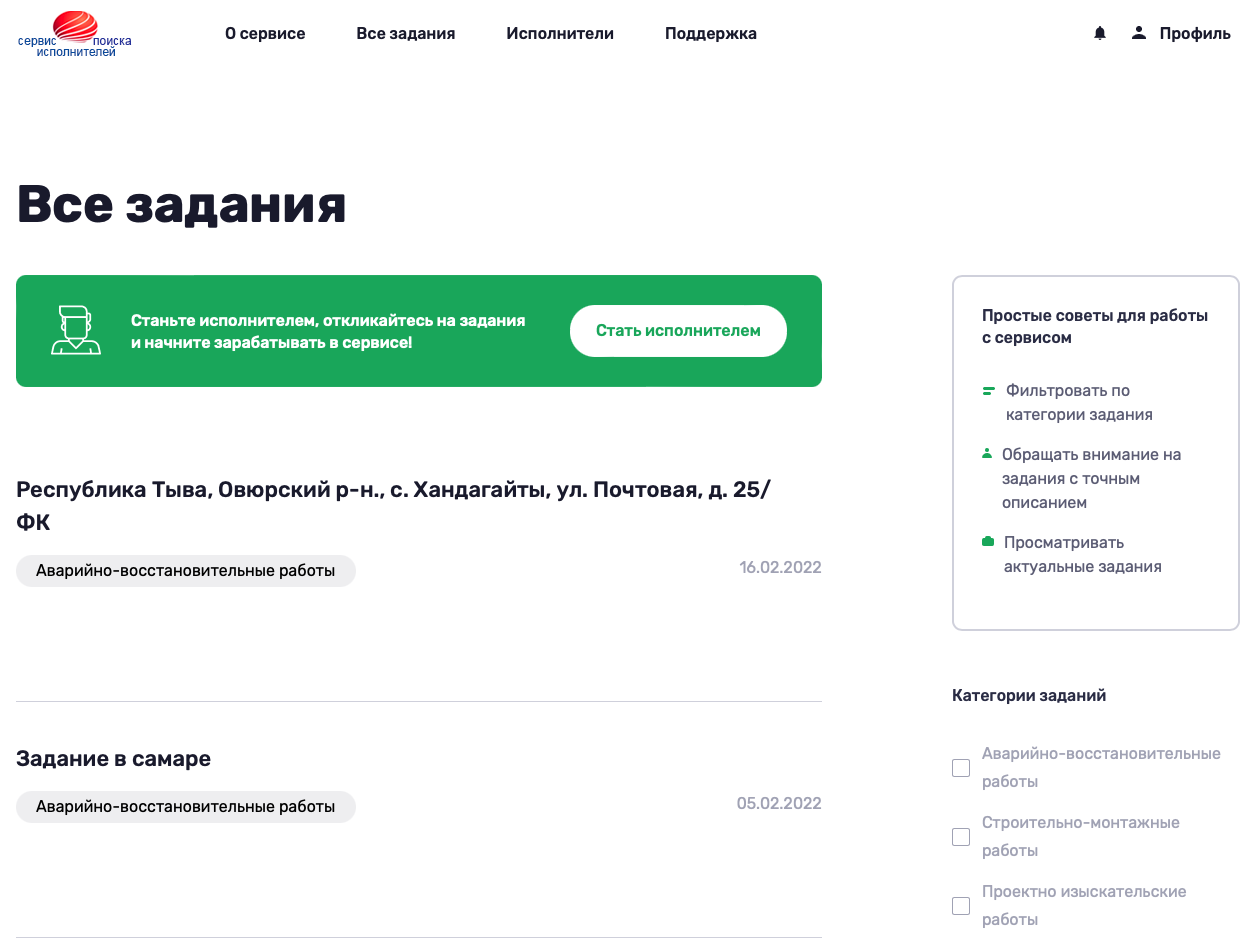 сервис поиска
исполнителей
О сервисе
Все задания
Исполнители
Поддержка
Профиль
Все задания
Станьте исполнителем, откликайтесь на задания
и начните зарабатывать в сервисе!
Стать исполнителем
Республика Тыва, Овюрский р-н., с. Хандагайты, ул. Почтовая, д. 25/
ФК
Аварийно-восстановительные работы
16.02.2022
Задание в самаре
Аварийно-восстановительные работы
05.02.2022
Простые советы для работы
с сервисом
Фильтровать по
категории задания
Обращать внимание на
задания с точным
описанием
Просматривать
актуальные задания
Категории заданий
Аварийно-восстановительные
работы
Строительно-монтажные
работы
Проектно изыскательские
работы